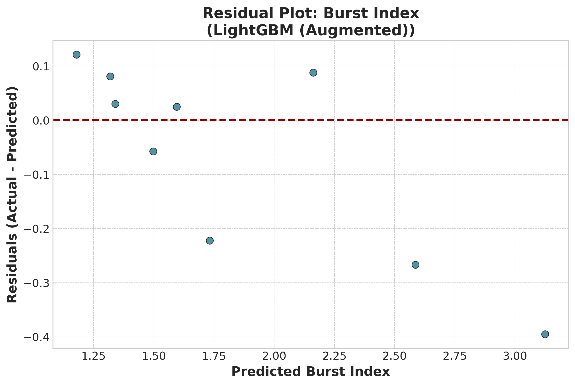 Residual Plot: Burst Index
(LightGBM (Augmented))
Residuals (Actual - Predicted)
0.1
0.0
−0.1
−0.2
−0.3
−0.4
1.25 1.50 1.75 2.00 2.25 2.50 2.75 3.00
Predicted Burst Index